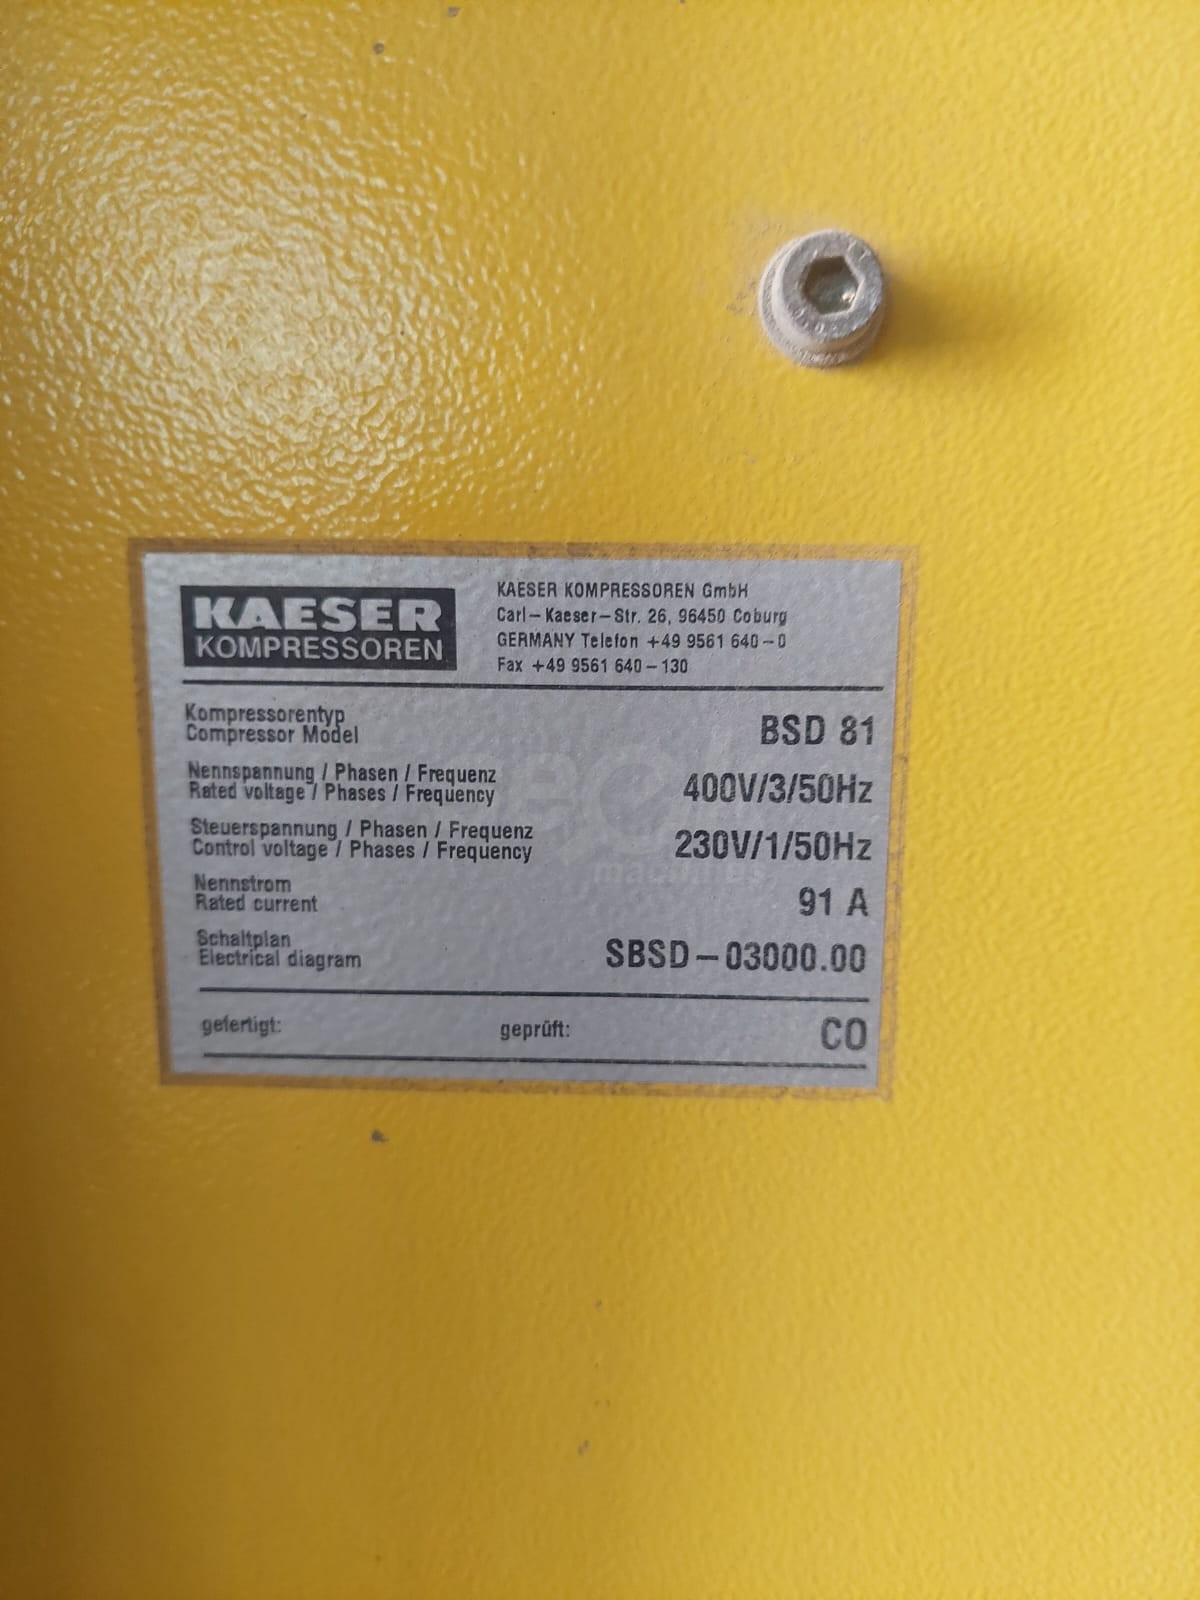 KAESER
KOMPRESSOREN
KAESER KOMPRESSOREN GmbH
Carl-Kaeser-Str. 26, 96450 Coburg
GERMANY Telefon +49 9561 640-0
Fax +49 9561 640-130
Kompressorentyp
Compressor Model
BSD 81
Nennspannung / Phasen / Frequenz
Rated voltage / Phases / Frequency
400V/3/50Hz
Steuerspannung / Phasen / Frequenz
Control voltage / Phases / Frequency
230V/1/50Hz
Nennstrom
Rated current
91 A
Schaltplan
Electrical diagram
SBSD-03000.00
gefertigt:
geprüft:
CO